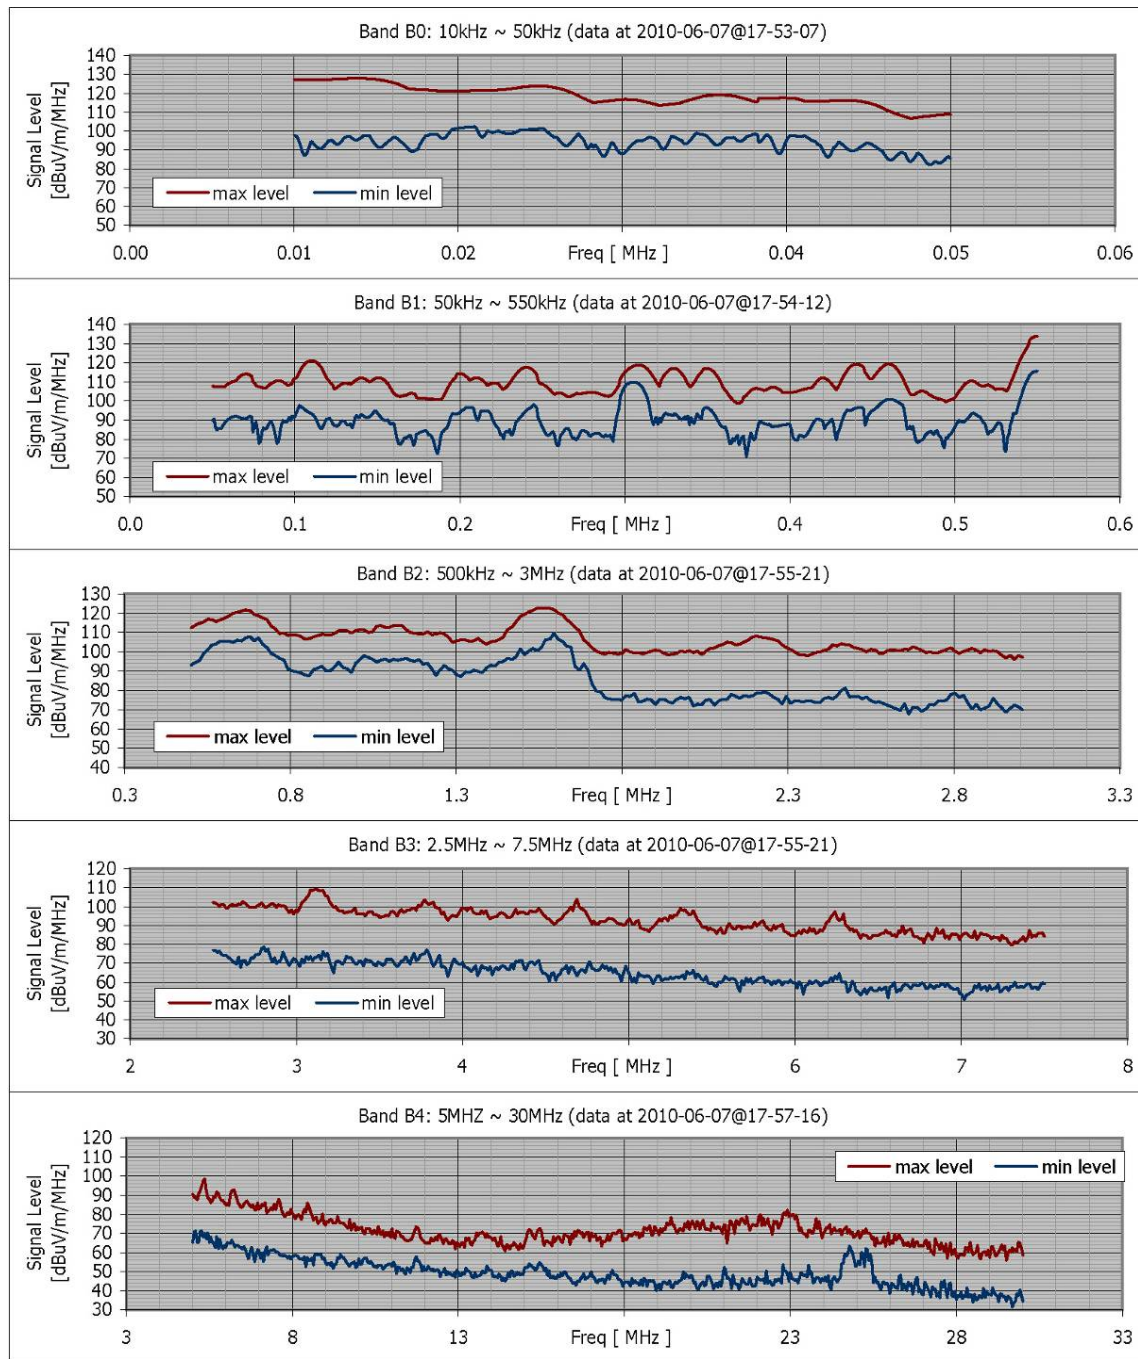 Band B0: 10kHz ~ 50kHz (data at 2010-06-07@17-53-07)
Signal Level
[dBuV/m/MHz]
140
130
120
110
100
90
80
70
60
50
max level min level
0.00 0.01 0.02 Freq [ MHz ] 0.04 0.05 0.06
Band B1: 50kHz ~ 550kHz (data at 2010-06-07@17-54-12)
Signal Level
[dBuV/m/MHz]
140
130
120
110
100
90
80
70
60
50
max level min level
0.0 0.1 0.2 Freq [ MHz ] 0.4 0.5 0.6
Band B2: 500kHz ~ 3MHz (data at 2010-06-07@17-55-21)
Signal Level
[dBuV/m/MHz]
130
120
110
100
90
80
70
60
50
40
max level min level
0.3 0.8 1.3 Freq [ MHz ] 2.3 2.8 3.3
Band B3: 2.5MHz ~ 7.5MHz (data at 2010-06-07@17-55-21)
Signal Level
[dBuV/m/MHz]
120
110
100
90
80
70
60
50
40
30
max level min level
2 3 4 Freq [ MHz ] 6 7 8
Band B4: 5MHZ ~ 30MHz (data at 2010-06-07@17-57-16)
Signal Level
[dBuV/m/MHz]
120
110
100
90
80
70
60
50
40
30
max level min level
3 8 13 Freq [ MHz ] 23 28 33